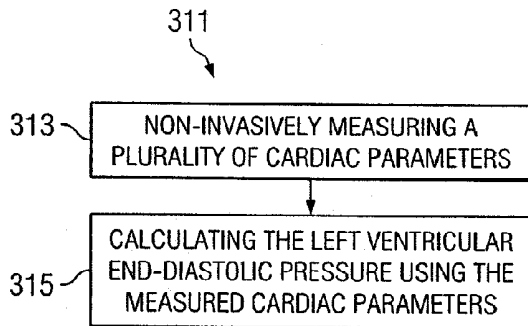 311
313
NON-INVASIVELY MEASURING A
PLURALITY OF CARDIAC PARAMETERS
315
CALCULATING THE LEFT VENTRICULAR
END-DIASTOLIC PRESSURE USING THE
MEASURED CARDIAC PARAMETERS